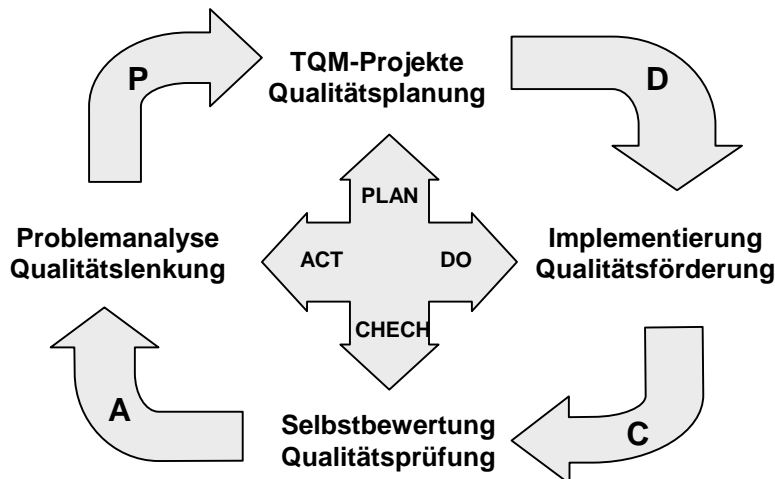 P
TQM-Projekte
Qualitätsplanung
D
PLAN
Problemanalyse
Qualitätslenkung
ACT
DO
Implementierung
Qualitätsförderung
CHECH
A
Selbstbewertung
Qualitätsprüfung
C